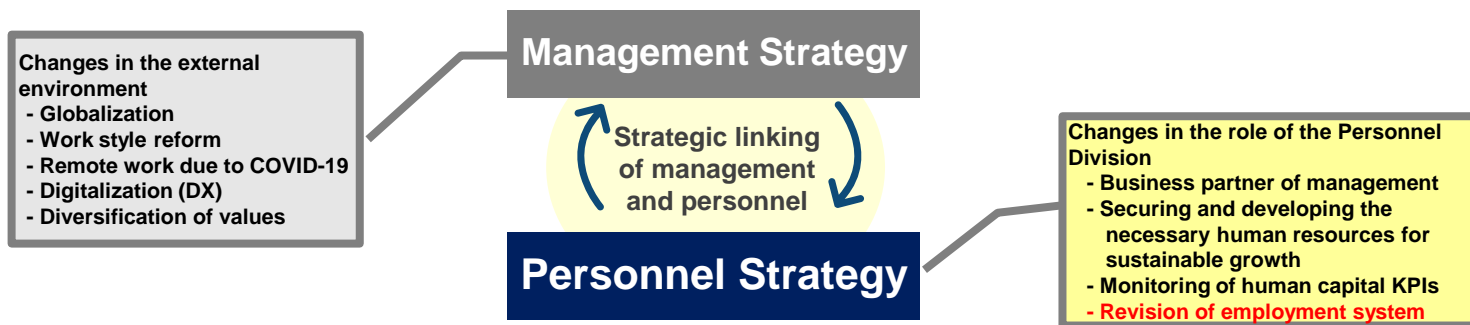 Management Strategy
Changes in the external
environment
- Globalization
- Work style reform
- Remote work due to COVID-19
- Digitalization (DX)
- Diversification of values
Strategic linking
of management
and personnel
Changes in the role of the Personnel
Division
- Business partner of management
- Securing and developing the
necessary human resources for
sustainable growth
- Monitoring of human capital KPIs
- Revision of employment system
Personnel Strategy